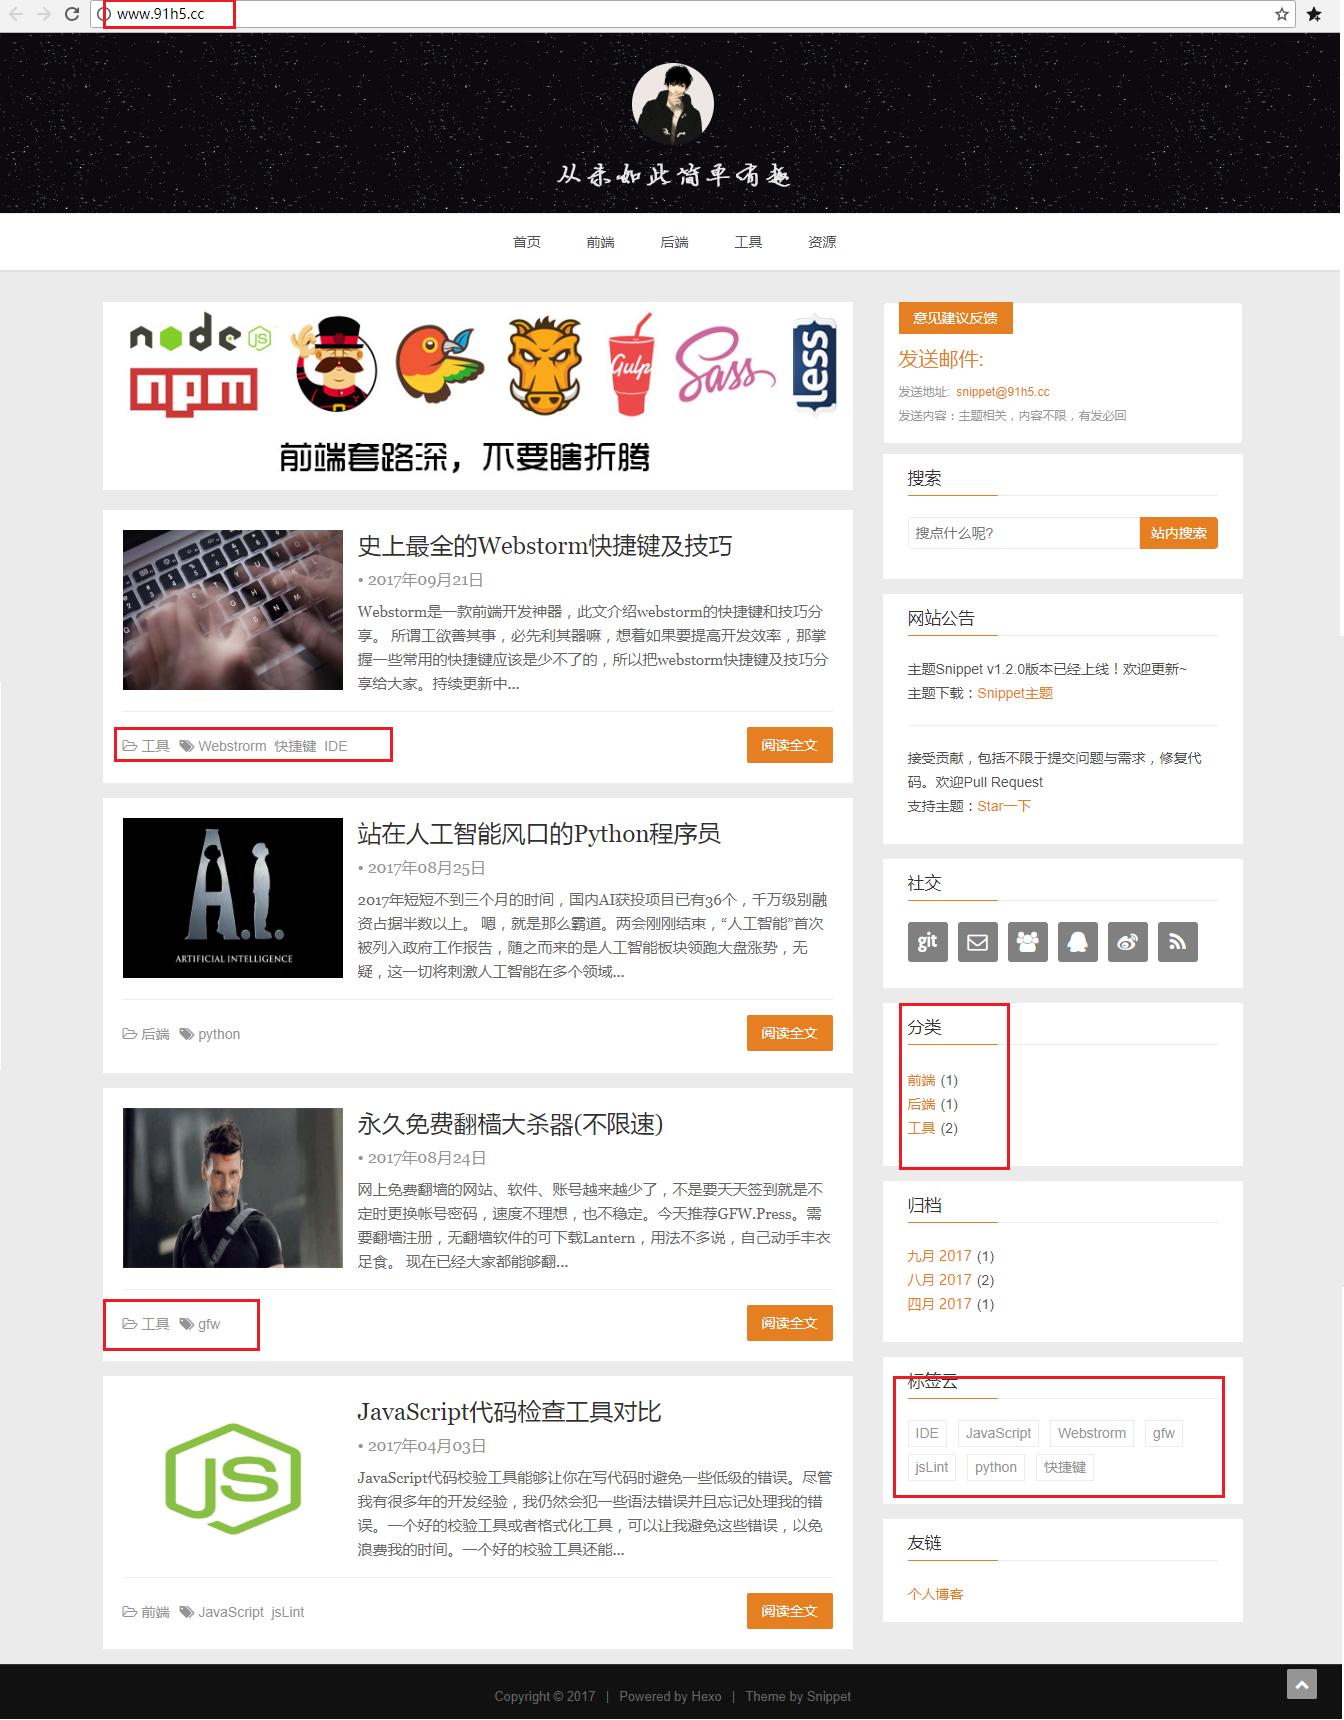 www.91h5.cc
从来如此简单有趣
首页 前端 后端 工具 资源
node JS
npm
Gulp
Sass
less
前端套路深，不要瞎折腾
史上最全的Webstorm快捷键及技巧
• 2017年09月21日
Webstorm是一款前端开发神器，此文介绍webstorm的快捷键和技巧分
享。 所谓工欲善其事，必先利其器嘛，想着如果要提高开发效率，那掌
握一些常用的快捷键应该是少不了的，所以把webstorm快捷键及技巧分
享给大家。持续更新中...
工具 Webstrorm 快捷键 IDE
阅读全文
A.I.
ARTIFICIAL INTELLIGENCE
站在人工智能风口的Python程序员
• 2017年08月25日
2017年短短不到三个月的时间，国内AI获投项目已有36个，千万级别融
资占据半数以上。 嗯，就是那么霸道。两会刚刚结束，“人工智能”首次
被列入政府工作报告，随之而来的是人工智能板块领跑大盘涨势，无
疑，这一切将刺激人工智能在多个领域...
后端 python
阅读全文
永久免费翻樯大杀器(不限速)
• 2017年08月24日
网上免费翻墙的网站、软件、账号越来越少了，不是要天天签到就是不
定时更换帐号密码，速度不理想，也不稳定。今天推荐GFW.Press。需
要翻墙注册，无翻墙软件的可下载Lantern，用法不多说，自己动手丰衣
足食。 现在已经大家都能够翻...
工具 gfw
阅读全文
JS
JavaScript代码检查工具对比
• 2017年04月03日
JavaScript代码校验工具能够让你在写代码时避免一些低级的错误。尽管
我有很多年的开发经验，我仍然会犯一些语法错误并且忘记处理我的错
误。一个好的校验工具或者格式化工具，可以让我避免这些错误，以免
浪费我的时间。一个好的校验工具还能...
前端 JavaScript jsLint
阅读全文
意见建议反馈
发送邮件:
发送地址: snippet@91h5.cc
发送内容：主题相关，内容不限，有发必回
搜索
搜点什么呢?
站内搜索
网站公告
主题Snippet v1.2.0版本已经上线！欢迎更新~
主题下载：Snippet主题
接受贡献，包括不限于提交问题与需求，修复代
码。欢迎Pull Request
支持主题：Star一下
社交
git
分类
前端 (1)
后端 (1)
工具 (2)
归档
九月 2017 (1)
八月 2017 (2)
四月 2017 (1)
标签云
IDE JavaScript Webstrorm gfw
jsLint python 快捷键
友链
个人博客
Copyright © 2017 | Powered by Hexo | Theme by Snippet